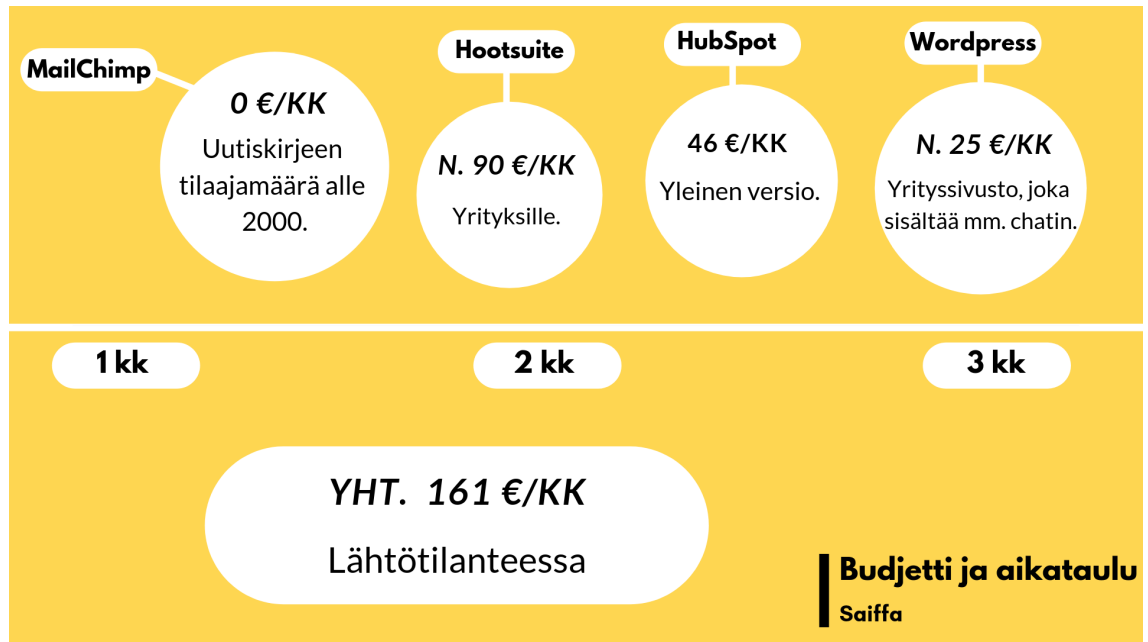 MailChimp
0 €/KK
Uutiskirjeen
tilaajamäärä alle
2000.
Hootsuite
N. 90 €/KK
Yrityksille.
HubSpot
46 €/KK
Yleinen versio.
Wordpress
N. 25 €/KK
Yrityssivusto, joka
sisältää mm. chatin.
1 kk
2 kk
3 kk
YHT. 161 €/KK
Lähtötilanteessa
Budjetti ja aikataulu
Saiffa